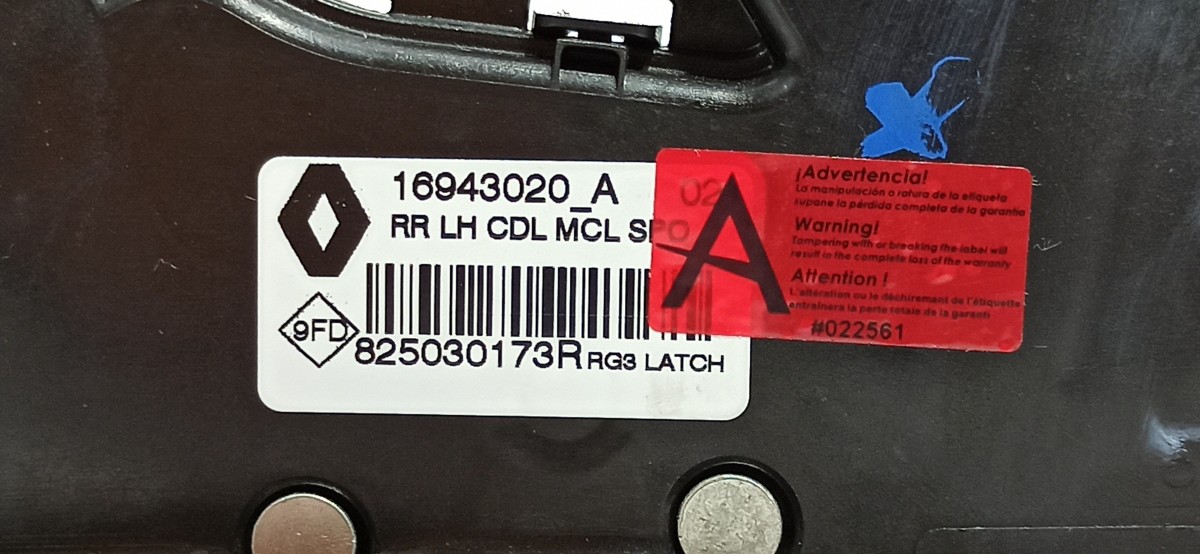 16943020_A 02
RR LH CDL MCL SPO
9FD
825030173R RG3 LATCH
A
¡Advertencia!
La manipulación o rotura de la etiqueta
supone la pérdida completa de la garantía
Warning!
Tampering with or breaking the label will
result in the complete loss of the warranty
Attention !
L'altération ou le déchirement de l'étiquette
entraînera la perte totale de la garanti
#022561